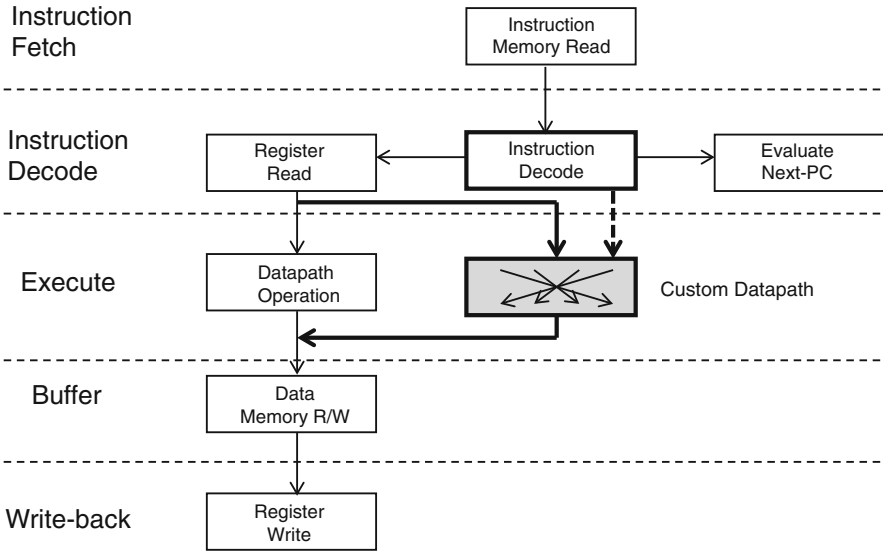 Instruction
Fetch
Instruction
Memory Read
Instruction
Decode
Register
Read
Instruction
Decode
Evaluate
Next-PC
Execute
Datapath
Operation
Custom Datapath
Buffer
Data
Memory R/W
Write-back
Register
Write